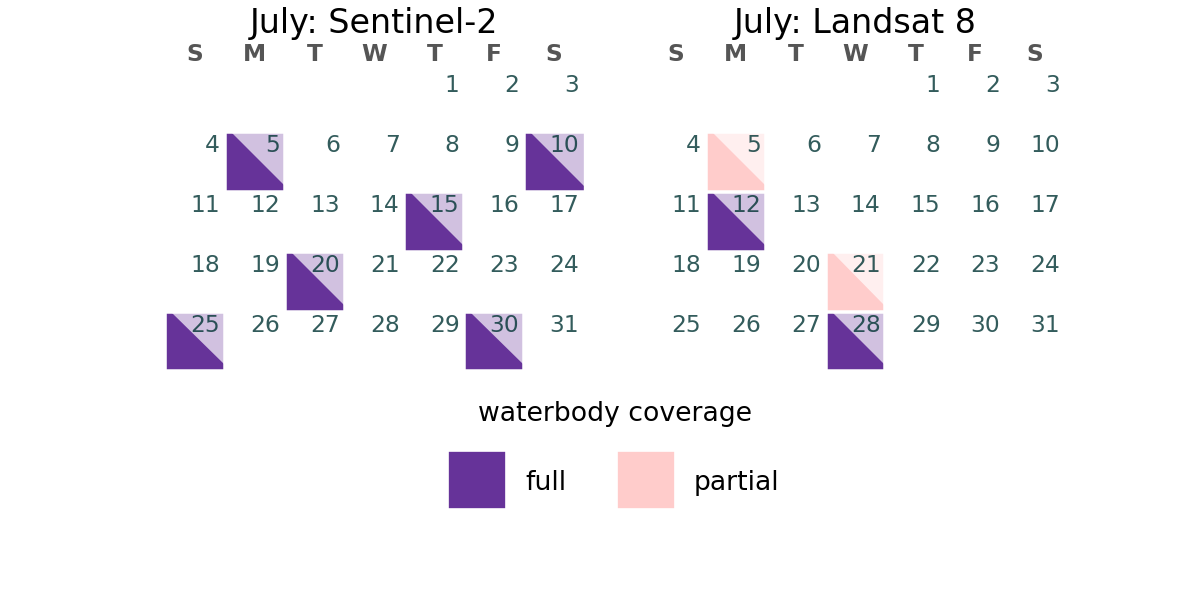 July: Sentinel-2
S M T W T F S
1 2 3
4 5 6 7 8 9 10
11 12 13 14 15 16 17
18 19 20 21 22 23 24
25 26 27 28 29 30 31
July: Landsat 8
S M T W T F S
1 2 3
4 5 6 7 8 9 10
11 12 13 14 15 16 17
18 19 20 21 22 23 24
25 26 27 28 29 30 31
waterbody coverage
full partial